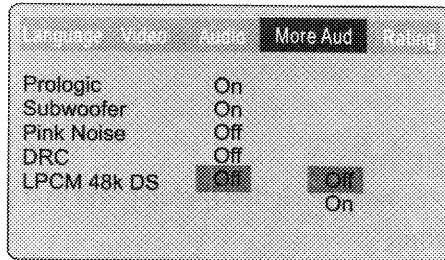 Language Video Audio More Aud Rating
Prologic On
Subwoofer On
Pink Noise Off
DRC Off
LPCM 48k DS Off Off
On